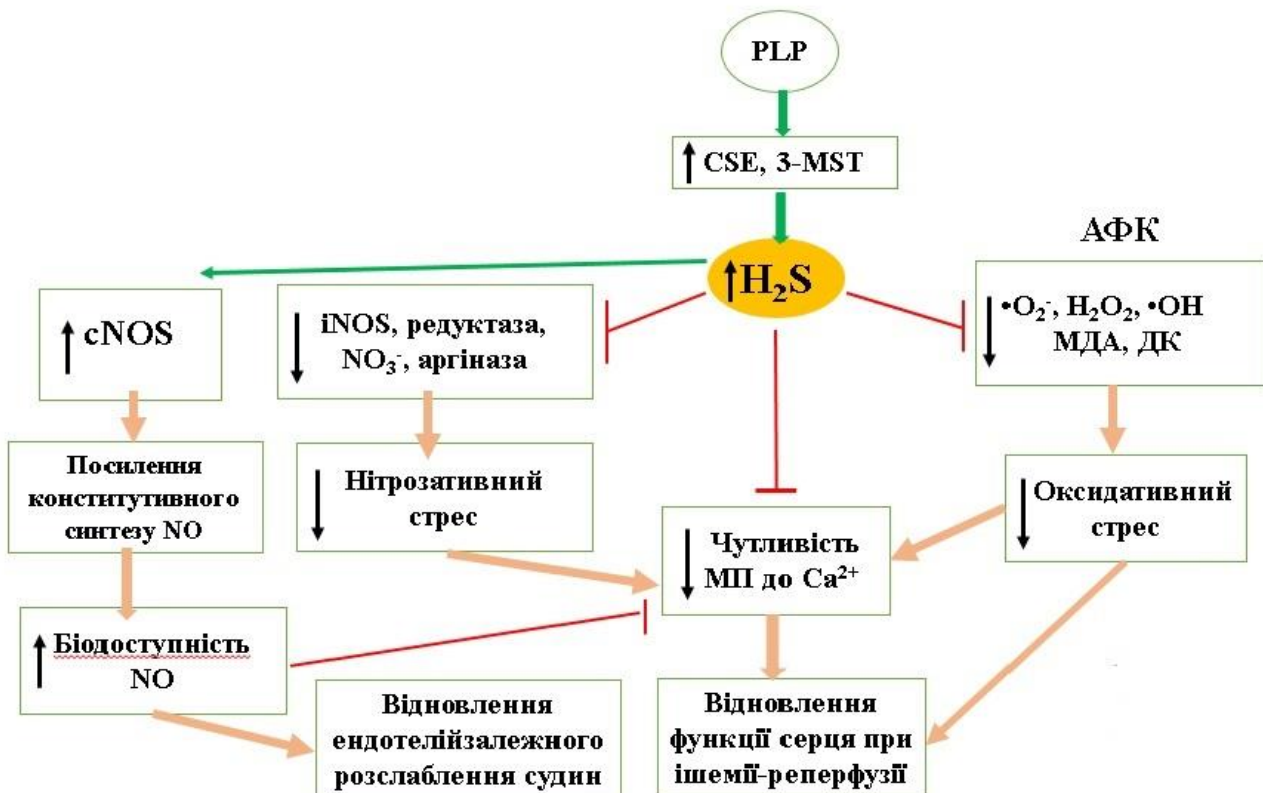 PLP
↑ CSE, 3-MST
↑H₂S
АФК
↑ cNOS
↓ iNOS, редуктаза,
NO₃⁻, аргіназа
↓ •O₂⁻, H₂O₂, •OH
МДА, ДК
Посилення
конститутивного
синтезу NO
↓ Нітрозативний
стрес
↓ Чутливість
МП до Ca²⁺
↓ Оксидативний
стрес
↑ Біодоступність
NO
Відновлення
ендотелійзалежного
розслаблення судин
Відновлення
функції серця при
ішемії-реперфузії